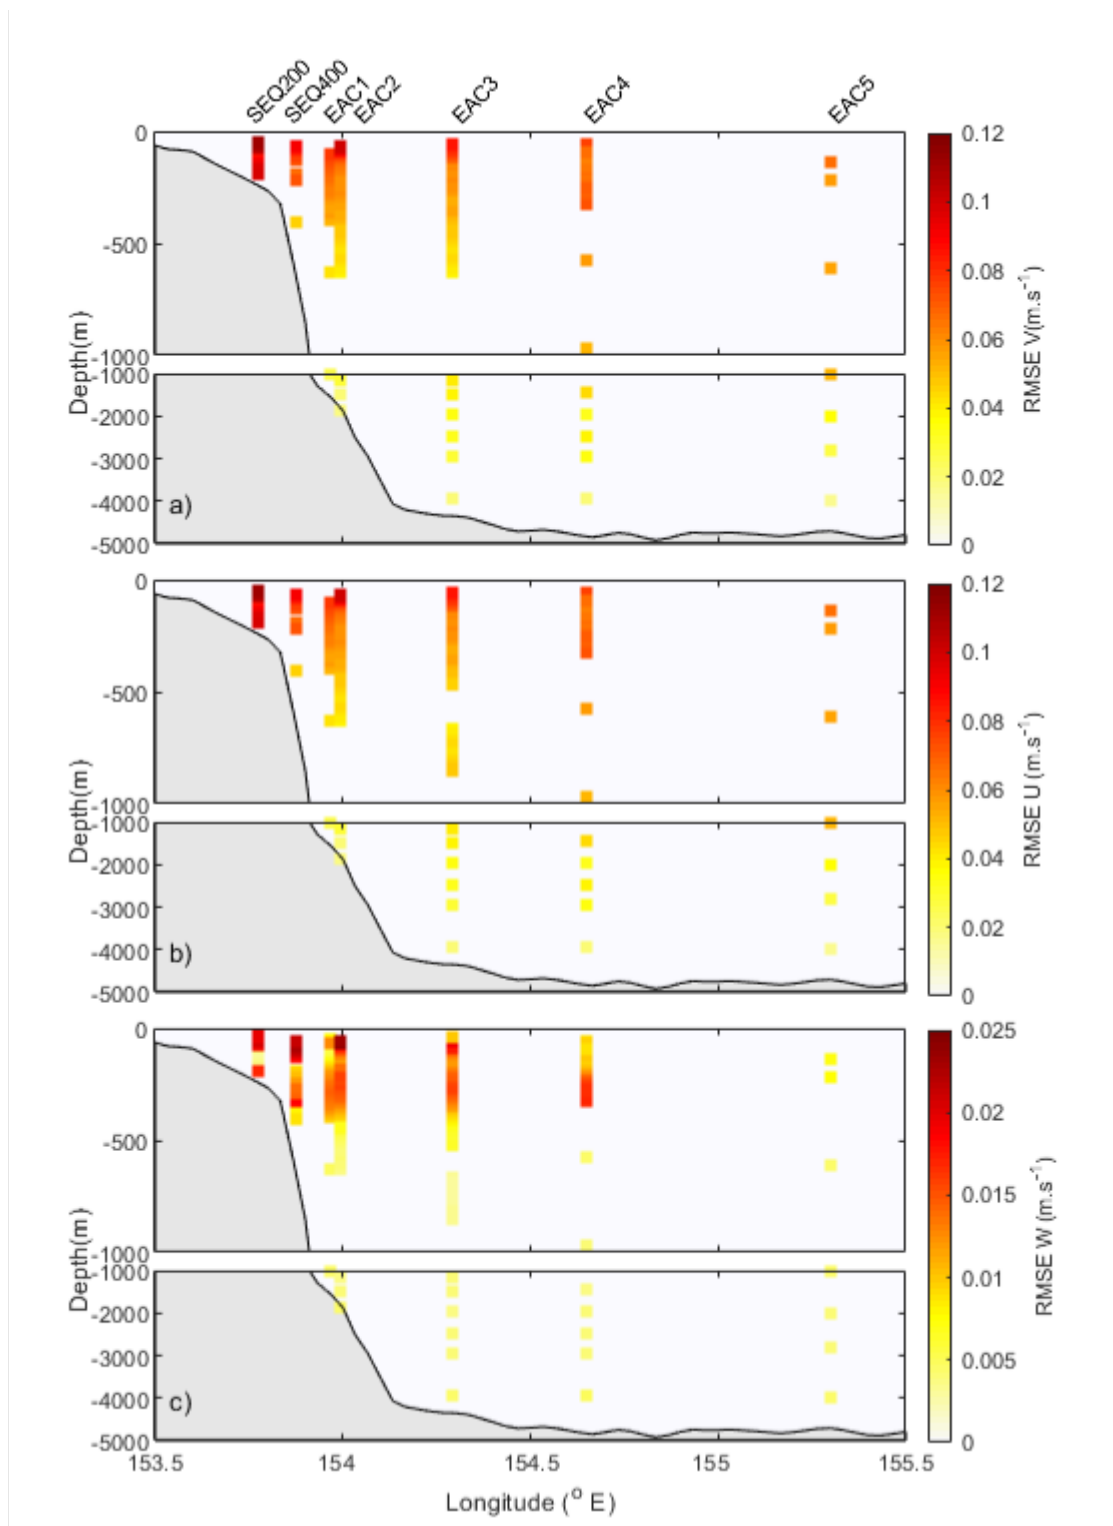 SEQ200 SEQ400 EAC1 EAC2 EAC3 EAC4 EAC5
0 0.12
0.1
-500 0.08
0.06
-1000
-1000 0.04
-2000
-3000 0.02
-4000
a)
-5000 0
Depth(m)
RMSE V(m.s⁻¹)
0 0.12
0.1
-500 0.08
0.06
-1000
-1000 0.04
-2000
-3000 0.02
-4000
b)
-5000 0
Depth(m)
RMSE U (m.s⁻¹)
0 0.025
0.02
-500
0.015
-1000 0.01
-1000
-2000
-3000 0.005
-4000
c)
-5000 0
Depth(m)
RMSE W (m.s⁻¹)
153.5 154 154.5 155 155.5
Longitude (° E)